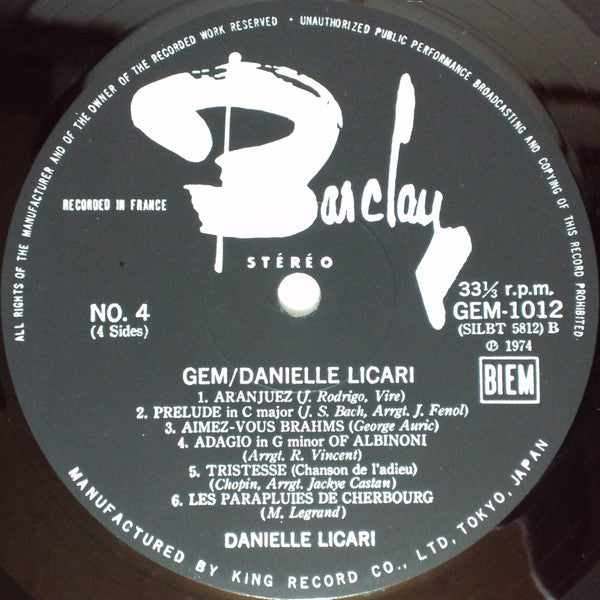 ALL RIGHTS OF THE MANUFACTURER AND OF THE OWNER OF THE RECORDED WORK RESERVED • UNAUTHORIZED PUBLIC PERFORMANCE BROADCASTING AND COPYING OF THIS RECORD PROHIBITED.
Barclay
RECORDED IN FRANCE
STÉRÉO
NO. 4
(4 Sides)
33⅓ r.p.m.
GEM-1012
(SILBT 5812) B
Ⓟ 1974
BIEM
GEM/DANIELLE LICARI
1. ARANJUEZ (J. Rodrigo, Vire)
2. PRELUDE in C major (J. S. Bach, Arrgt. J. Fenol)
3. AIMEZ-VOUS BRAHMS (George Auric)
4. ADAGIO in G minor OF ALBINONI
(Arrgt. R. Vincent)
5. TRISTESSE (Chanson de l'adieu)
(Chopin, Arrgt. Jackye Castan)
6. LES PARAPLUIES DE CHERBOURG
(M. Legrand)
DANIELLE LICARI
MANUFACTURED BY KING RECORD CO., LTD, TOKYO, JAPAN